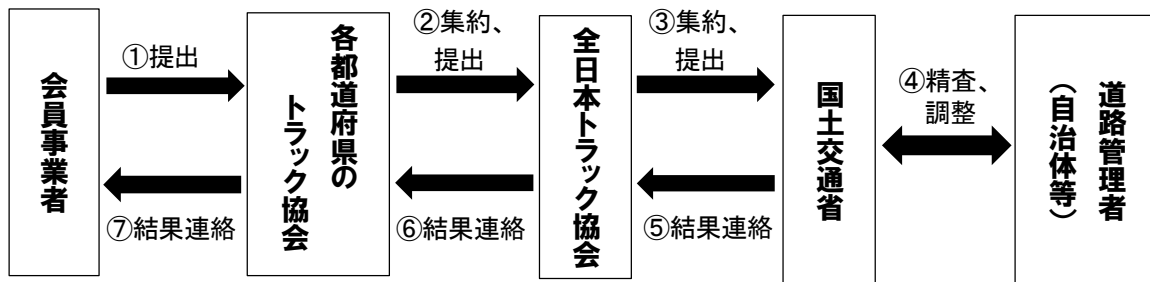 会員事業者
①提出
⑦結果連絡
各都道府県の
トラック協会
②集約、
提出
⑥結果連絡
全日本トラック協会
③集約、
提出
⑤結果連絡
国土交通省
④精査、
調整
道路管理者
（自治体等）